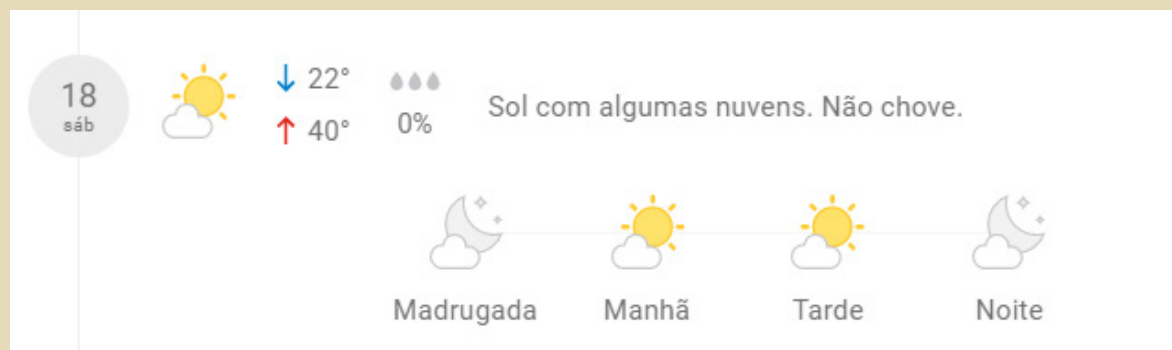 18
sáb
↓ 22°
↑ 40°
0%
Sol com algumas nuvens. Não chove.
Madrugada Manhã Tarde Noite